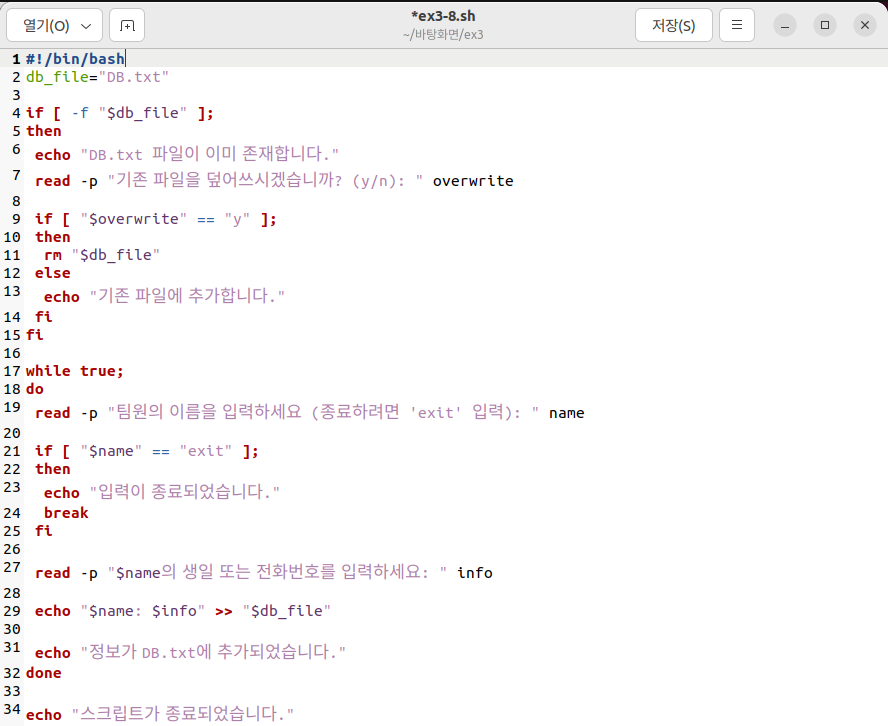 열기(O)
*ex3-8.sh
~/바탕화면/ex3
저장(S)
1 #!/bin/bash
2 db_file="DB.txt"
3
4 if [ -f "$db_file" ];
5 then
6  echo "DB.txt 파일이 이미 존재합니다."
7  read -p "기존 파일을 덮어쓰시겠습니까? (y/n): " overwrite
8
9  if [ "$overwrite" == "y" ];
10  then
11   rm "$db_file"
12  else
13   echo "기존 파일에 추가합니다."
14  fi
15 fi
16
17 while true;
18 do
19  read -p "팀원의 이름을 입력하세요 (종료하려면 'exit' 입력): " name
20
21  if [ "$name" == "exit" ];
22  then
23   echo "입력이 종료되었습니다."
24   break
25  fi
26
27  read -p "$name의 생일 또는 전화번호를 입력하세요: " info
28
29  echo "$name: $info" >> "$db_file"
30
31  echo "정보가 DB.txt에 추가되었습니다."
32 done
33
34 echo "스크립트가 종료되었습니다."